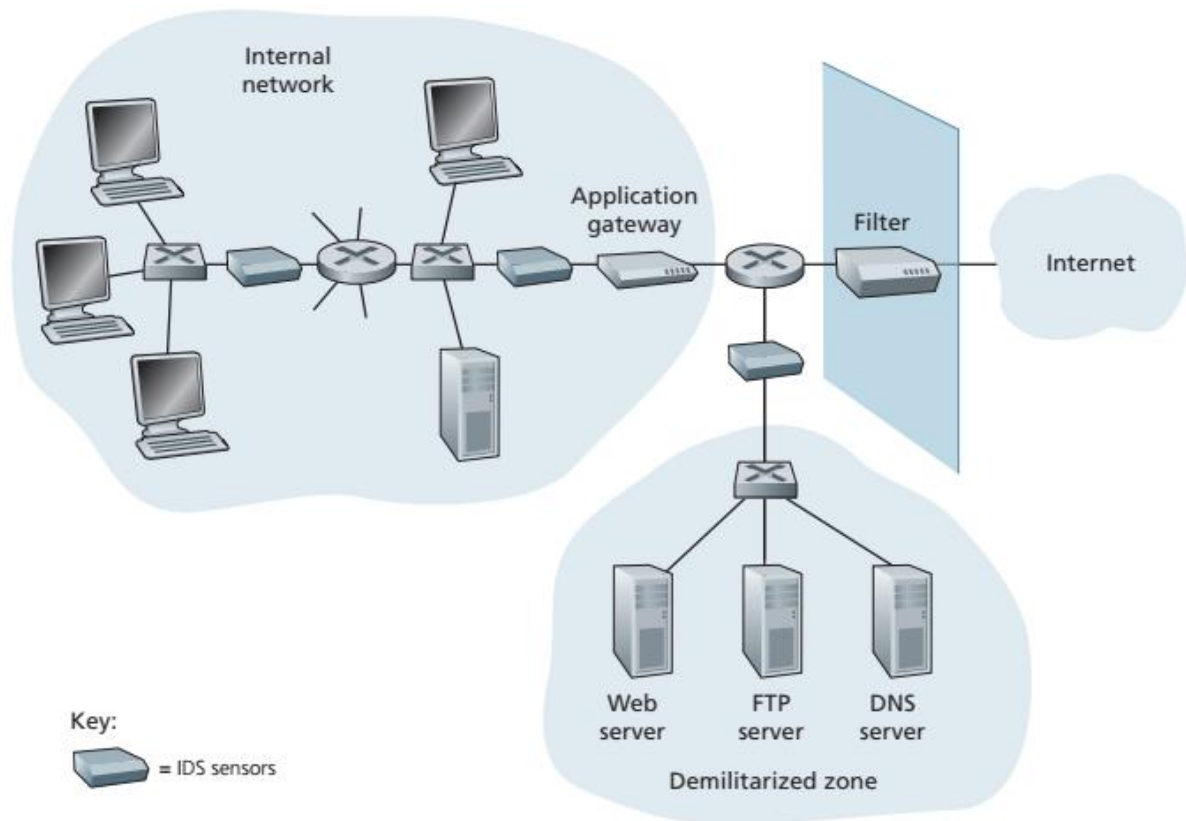 Internal
network
Application
gateway
Filter
Internet
Web
server
FTP
server
DNS
server
Demilitarized zone
Key:
= IDS sensors